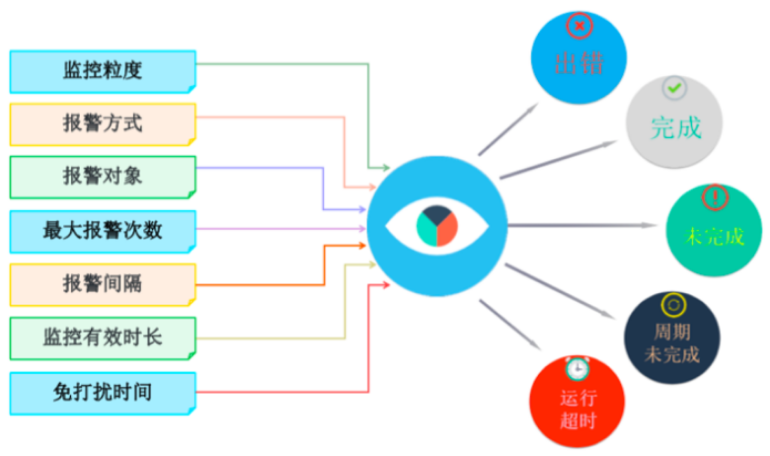 监控粒度
报警方式
报警对象
最大报警次数
报警间隔
监控有效时长
免打扰时间
出错
完成
未完成
周期
未完成
运行
超时